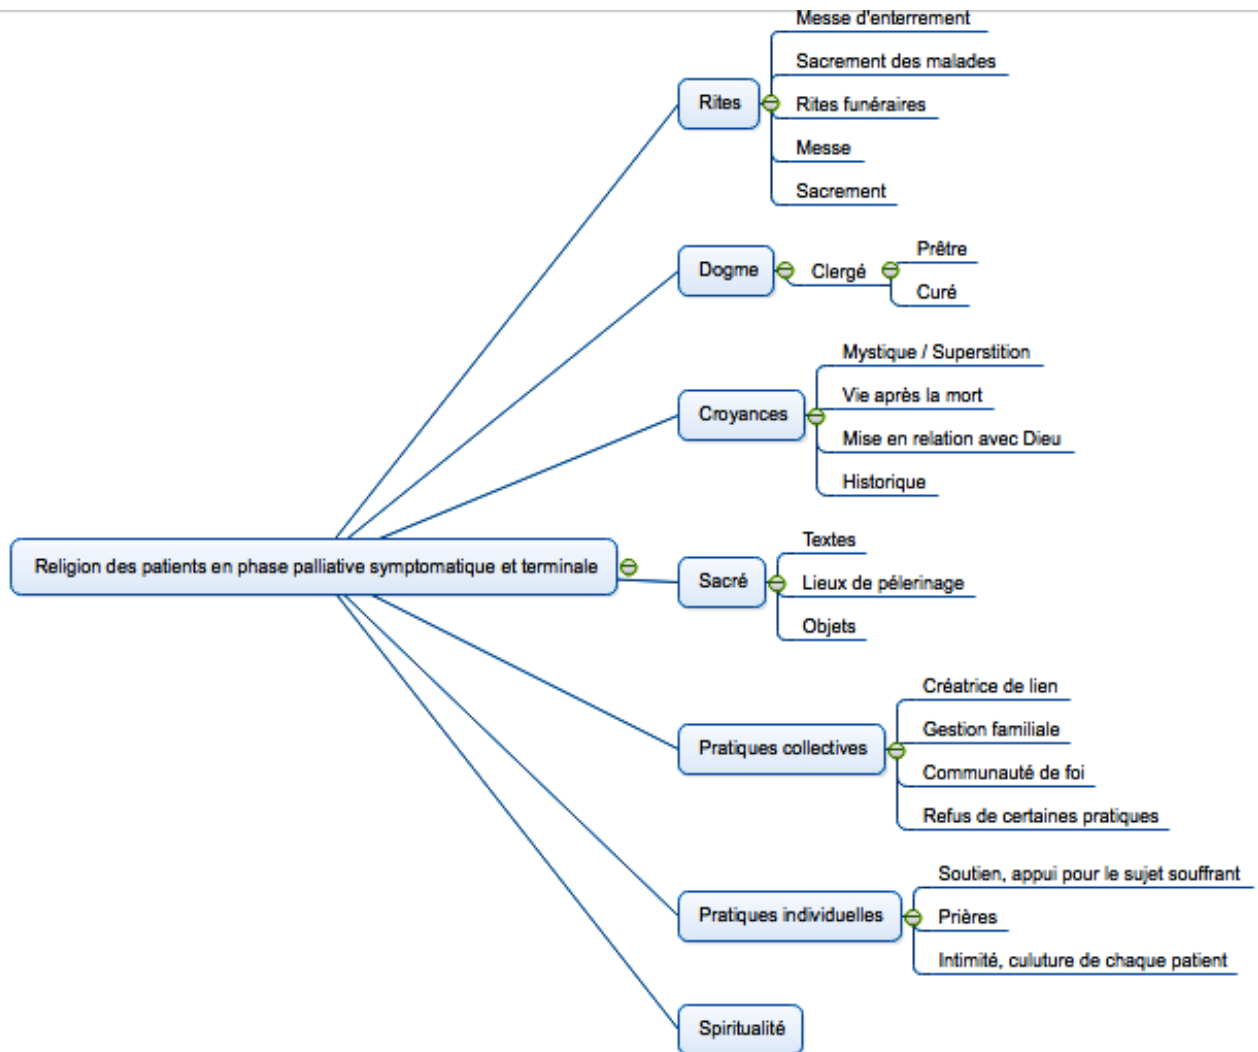 Messe d'enterrement
Sacrement des malades
Rites
Rites funéraires
Messe
Sacrement
Dogme
Clergé
Prêtre
Curé
Croyances
Mystique / Superstition
Vie après la mort
Mise en relation avec Dieu
Historique
Religion des patients en phase palliative symptomatique et terminale
Sacré
Textes
Lieux de pélerinage
Objets
Pratiques collectives
Créatrice de lien
Gestion familiale
Communauté de foi
Refus de certaines pratiques
Pratiques individuelles
Soutien, appui pour le sujet souffrant
Prières
Intimité, culuture de chaque patient
Spiritualité